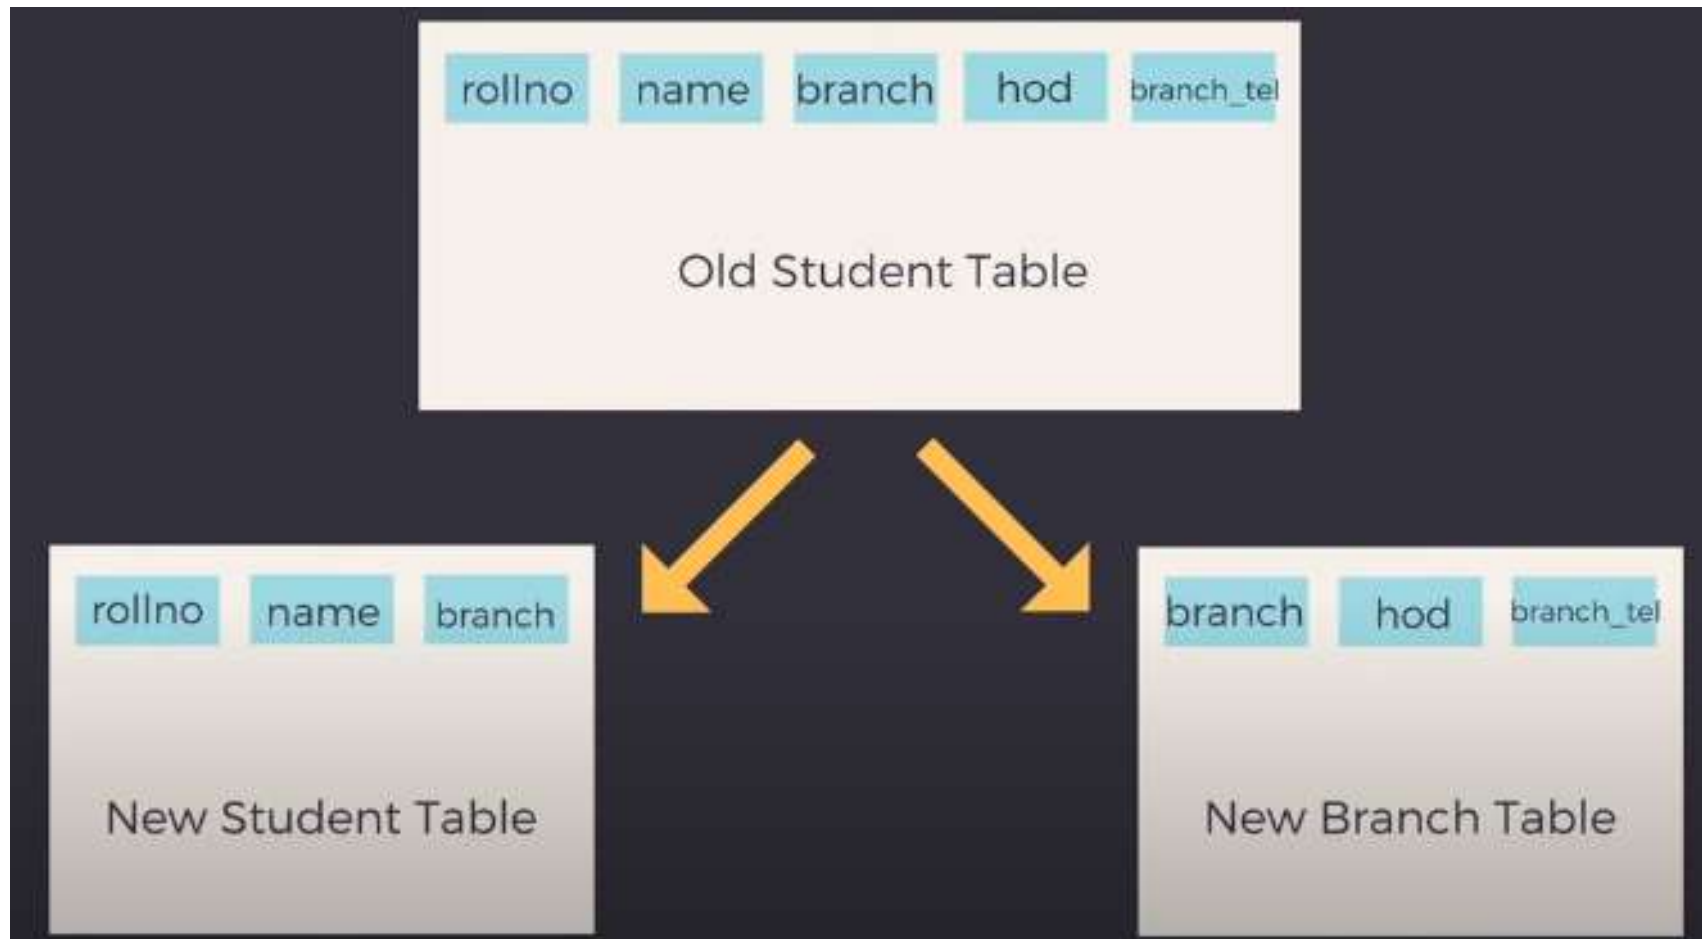 rollno name branch hod branch_tel
Old Student Table
rollno name branch
New Student Table
branch hod branch_tel
New Branch Table